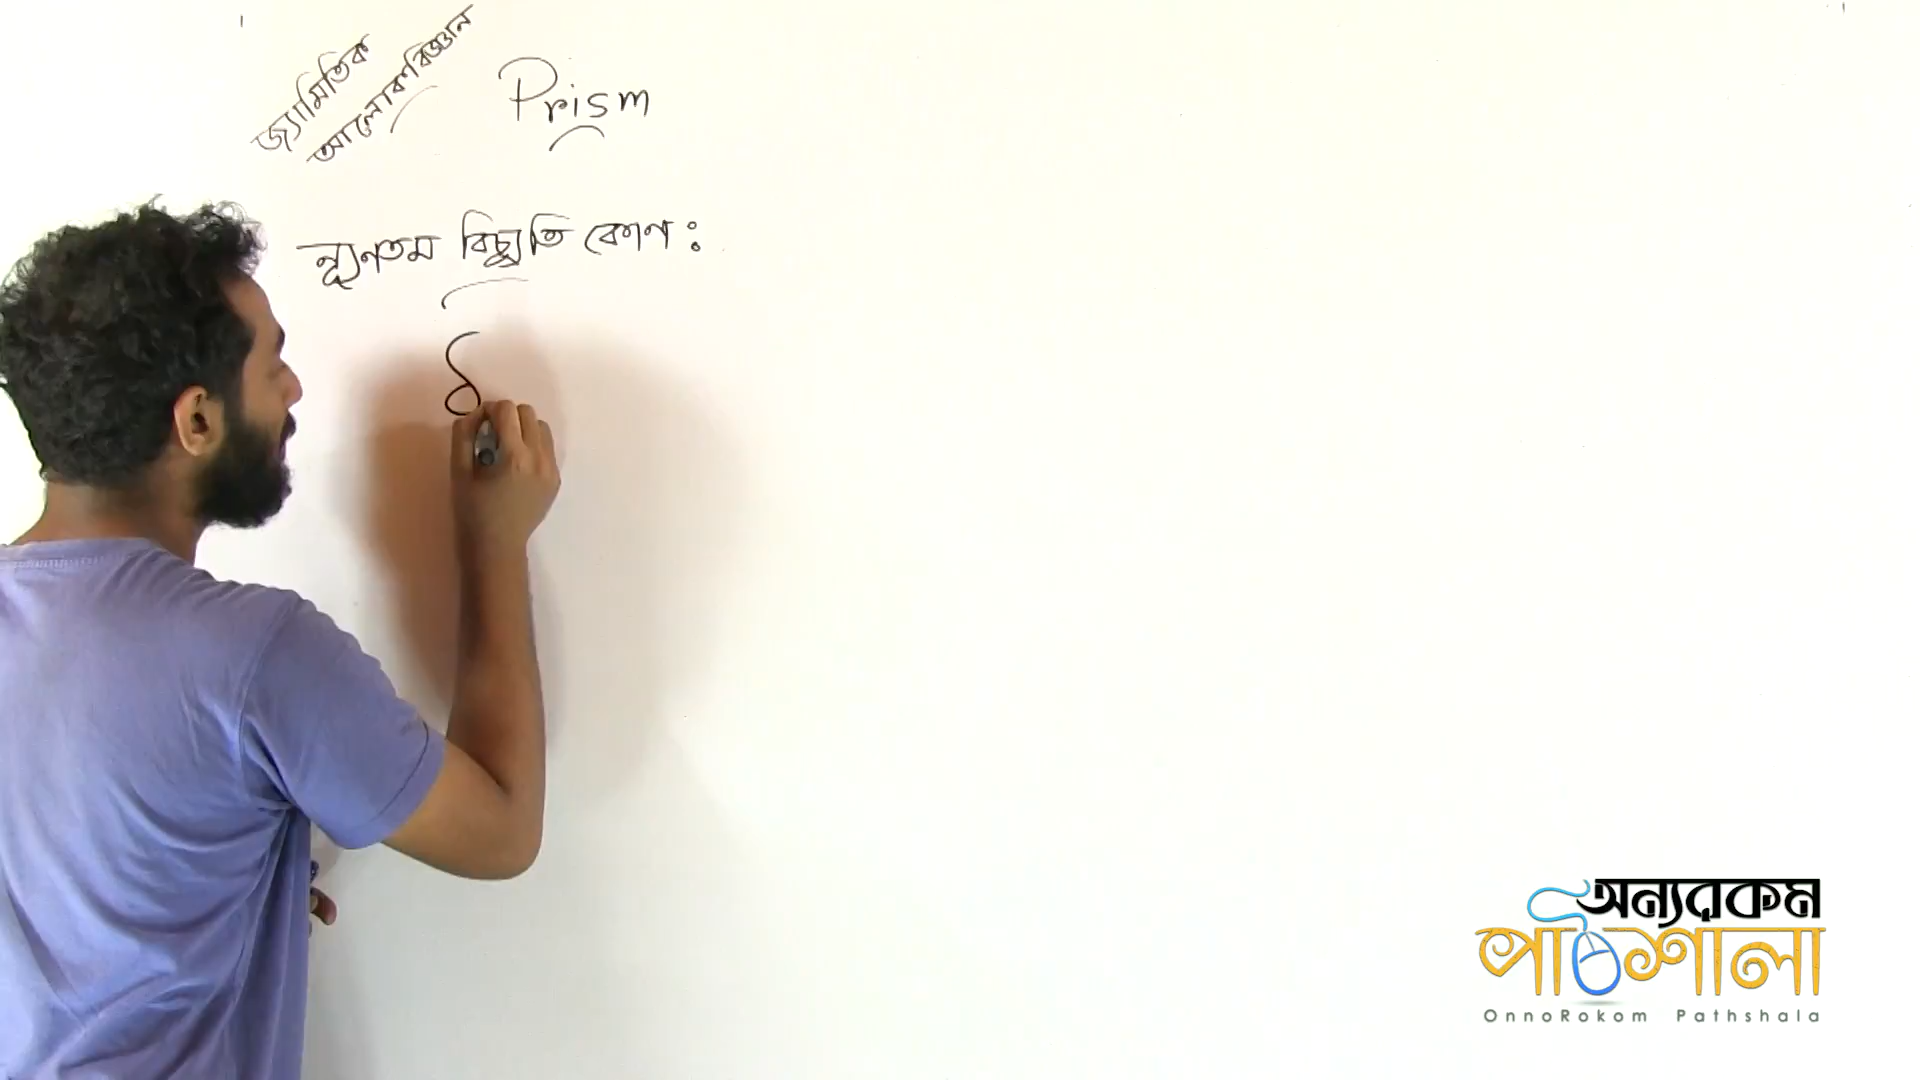 জ্যামিতিক
আলোকবিজ্ঞান
Prism
ন্যূনতম বিচ্যুতি কোণ :
δ
অন্যরকম
পাঠশালা
OnnoRokom Pathshala